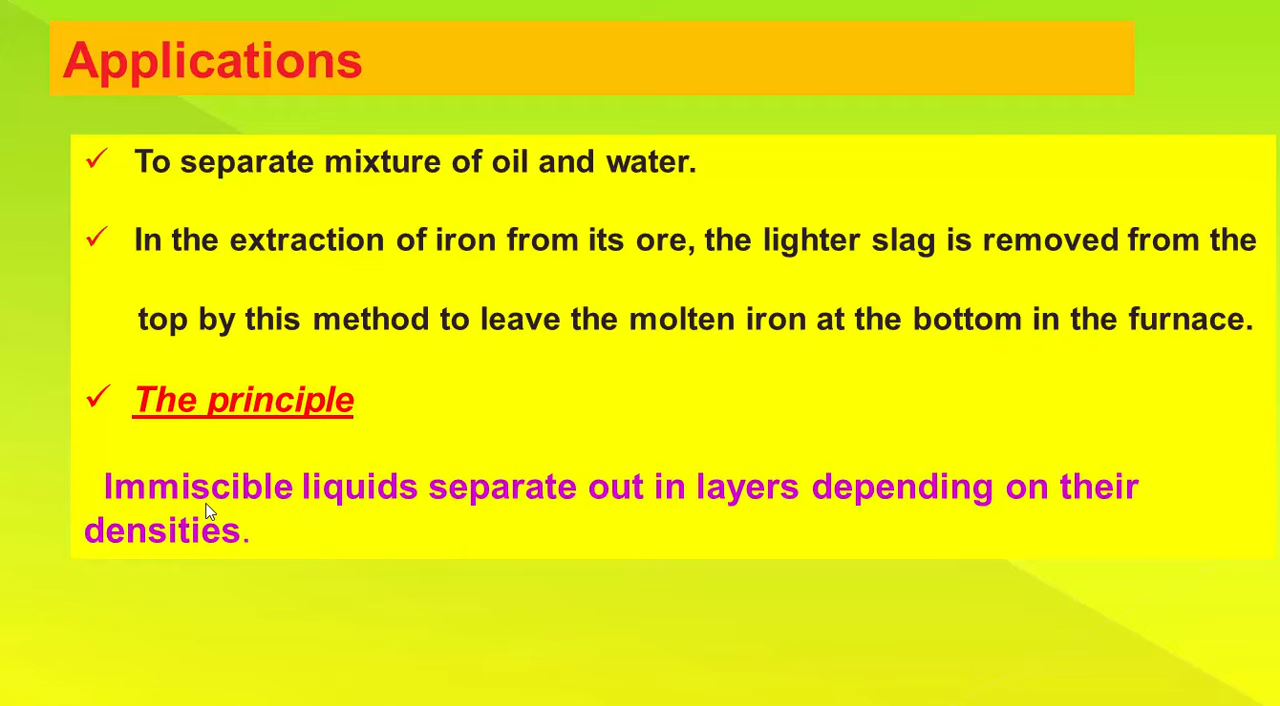 Applications
✓ To separate mixture of oil and water.
✓ In the extraction of iron from its ore, the lighter slag is removed from the
top by this method to leave the molten iron at the bottom in the furnace.
✓ The principle
Immiscible liquids separate out in layers depending on their
densities.